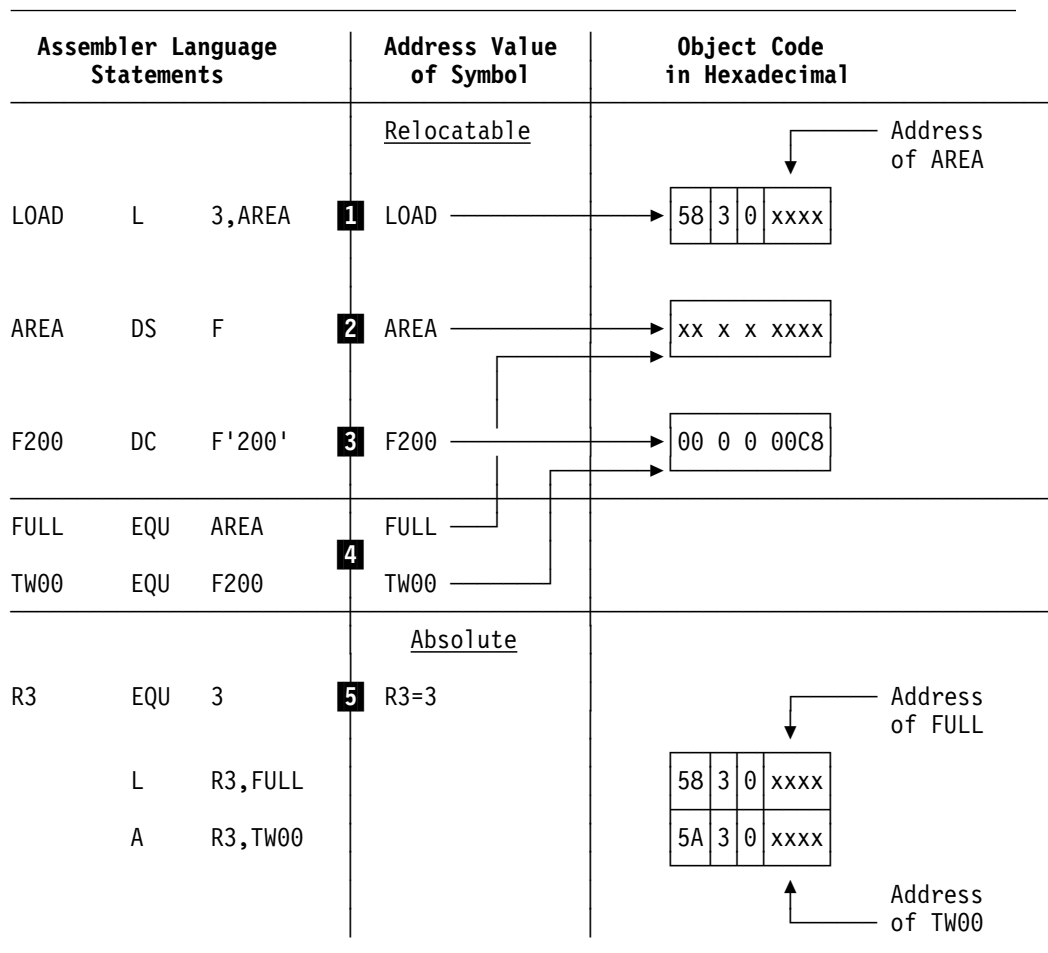 Assembler Language Statements | Address Value of Symbol | Object Code in Hexadecimal
Relocatable
Address
of AREA
LOAD L 3,AREA 1 LOAD 58 3 0 xxxx
AREA DS F 2 AREA xx x x xxxx
F200 DC F'200' 3 F200 00 0 0 00C8
FULL EQU AREA FULL
4
TW00 EQU F200 TW00
Absolute
R3 EQU 3 5 R3=3
Address
of FULL
L R3,FULL 58 3 0 xxxx
A R3,TW00 5A 3 0 xxxx
Address
of TW00